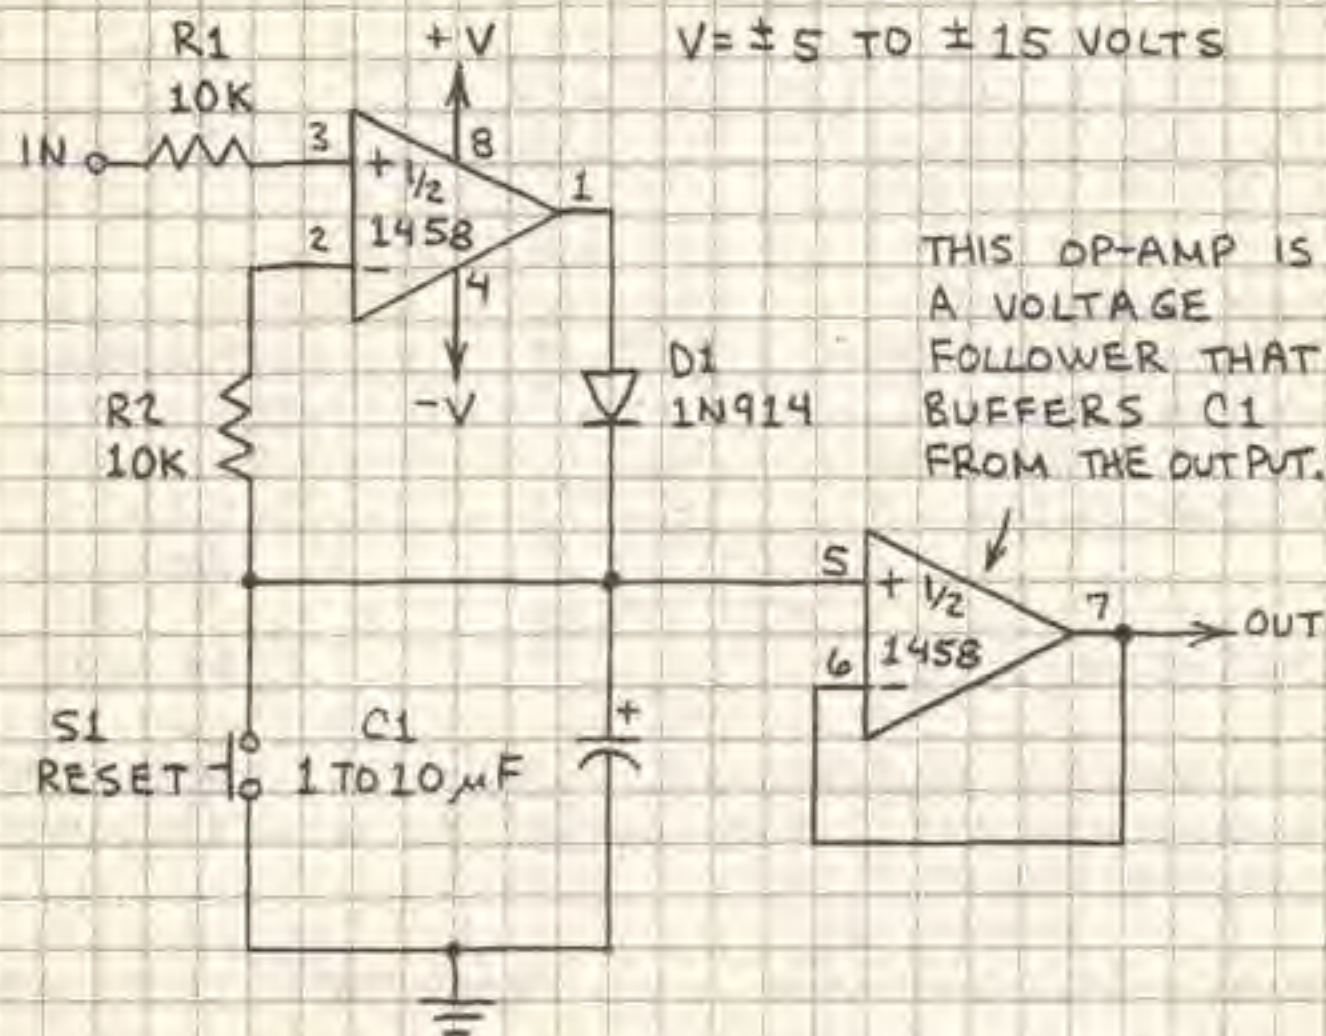 R1
10K
+V
V= ± 5 TO ± 15 VOLTS
IN
3
+
1/2
1458
8
1
2
-
4
-V
R2
10K
D1
1N914
THIS OP-AMP IS
A VOLTAGE
FOLLOWER THAT
BUFFERS C1
FROM THE OUTPUT.
5
+
1/2
1458
7
OUT
6
-
S1
RESET
C1
1 TO 10 µF
+